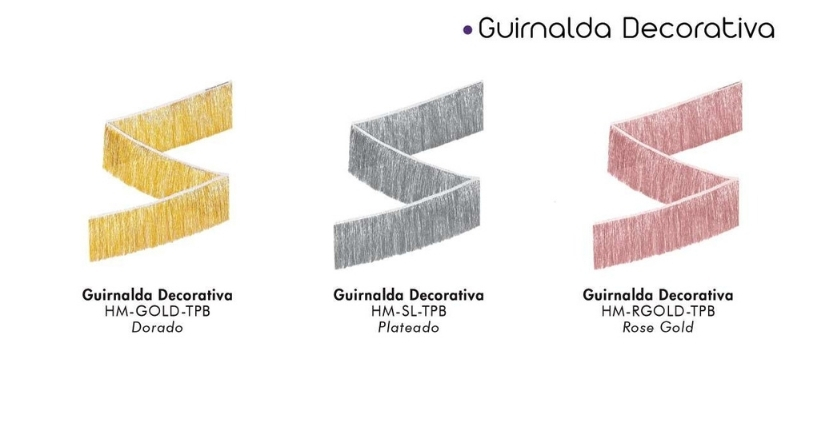 • Guirnalda Decorativa
Guirnalda Decorativa
HM-GOLD-TPB
Dorado
Guirnalda Decorativa
HM-SL-TPB
Plateado
Guirnalda Decorativa
HM-RGOLD-TPB
Rose Gold